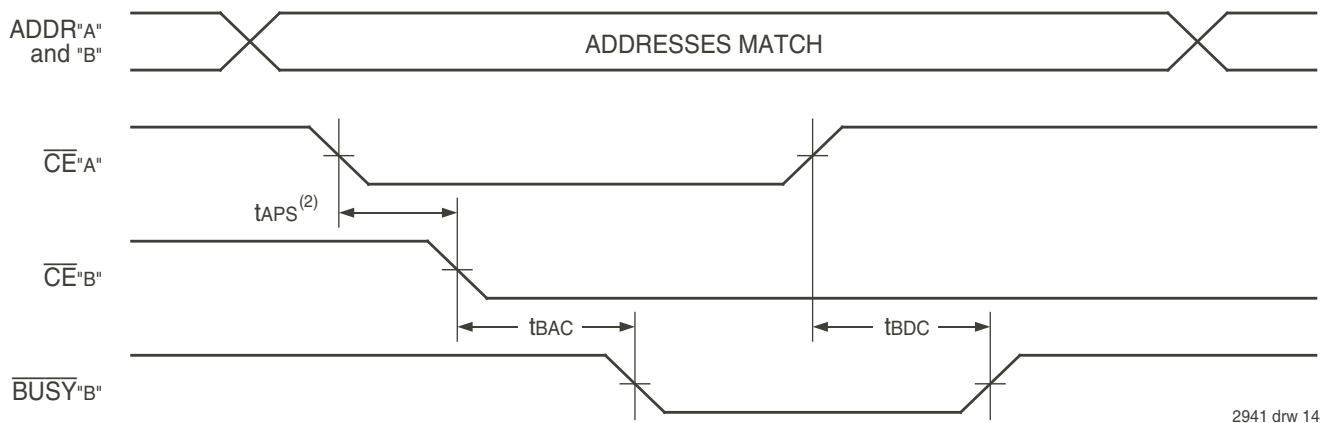 ADDR"A"
and "B"
ADDRESSES MATCH
CE"A"
tAPS(2)
CE"B"
tBAC
tBDC
BUSY"B"
2941 drw 14